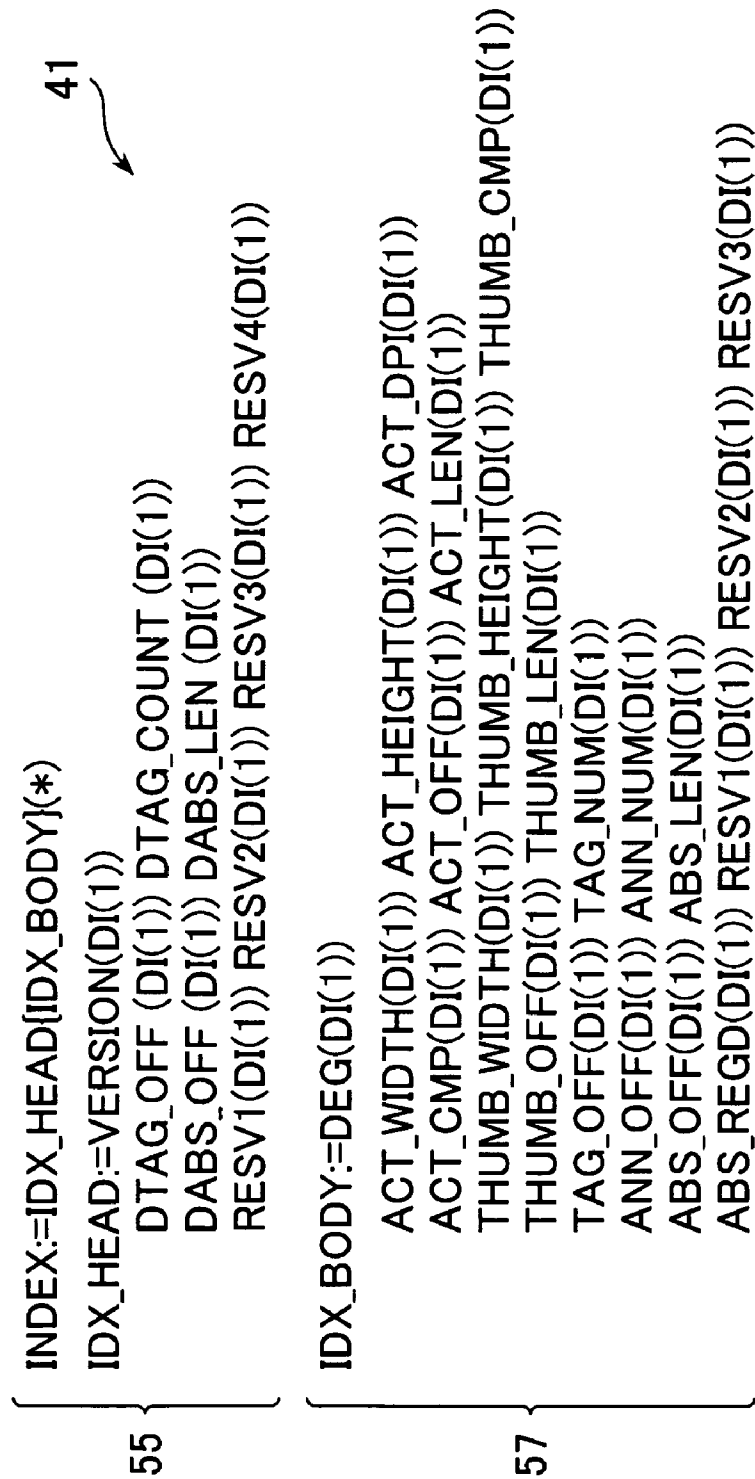 41
55
INDEX:=IDX_HEAD{IDX_BODY}(*)
IDX_HEAD:=VERSION(DI(1))
DTAG_OFF (DI(1)) DTAG_COUNT (DI(1))
DABS_OFF (DI(1)) DABS_LEN (DI(1))
RESV1(DI(1)) RESV2(DI(1)) RESV3(DI(1)) RESV4(DI(1))
57
IDX_BODY:=DEG(DI(1))
ACT_WIDTH(DI(1)) ACT_HEIGHT(DI(1)) ACT_DPI(DI(1))
ACT_CMP(DI(1)) ACT_OFF(DI(1)) ACT_LEN(DI(1))
THUMB_WIDTH(DI(1)) THUMB_HEIGHT(DI(1)) THUMB_CMP(DI(1))
THUMB_OFF(DI(1)) THUMB_LEN(DI(1))
TAG_OFF(DI(1)) TAG_NUM(DI(1))
ANN_OFF(DI(1)) ANN_NUM(DI(1))
ABS_OFF(DI(1)) ABS_LEN(DI(1))
ABS_REGD(DI(1)) RESV1(DI(1)) RESV2(DI(1)) RESV3(DI(1))